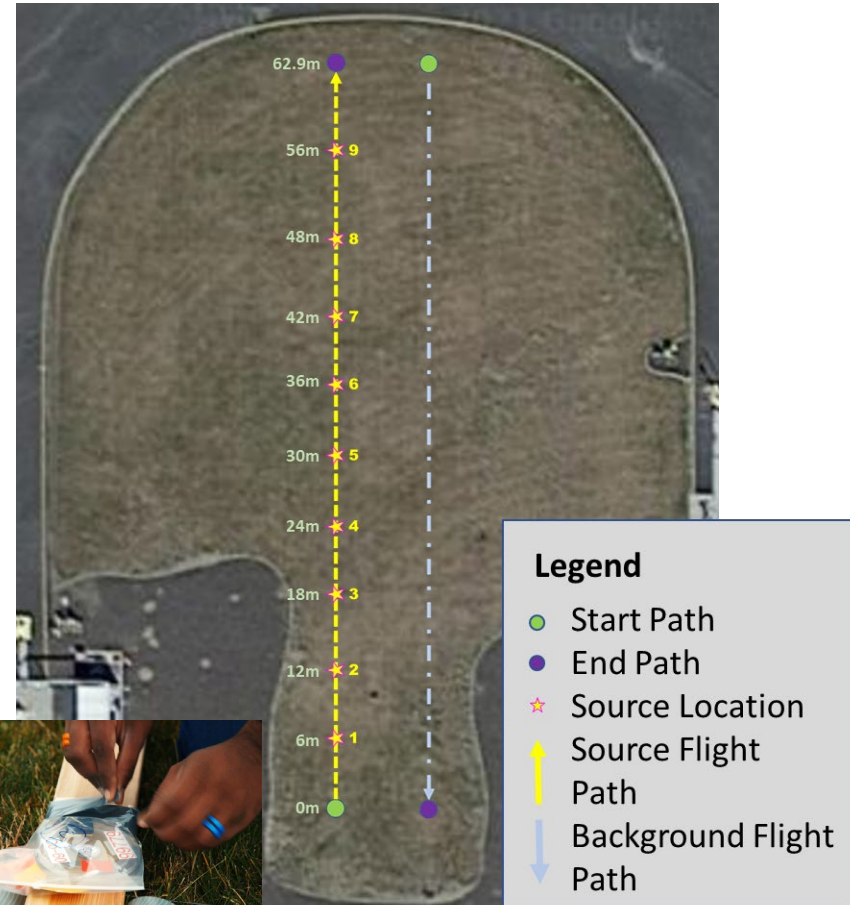 62.9m
56m 9
48m 8
42m 7
36m 6
30m 5
24m 4
18m 3
12m 2
6m 1
0m
Legend
Start Path
End Path
Source Location
Source Flight
Path
Background Flight
Path